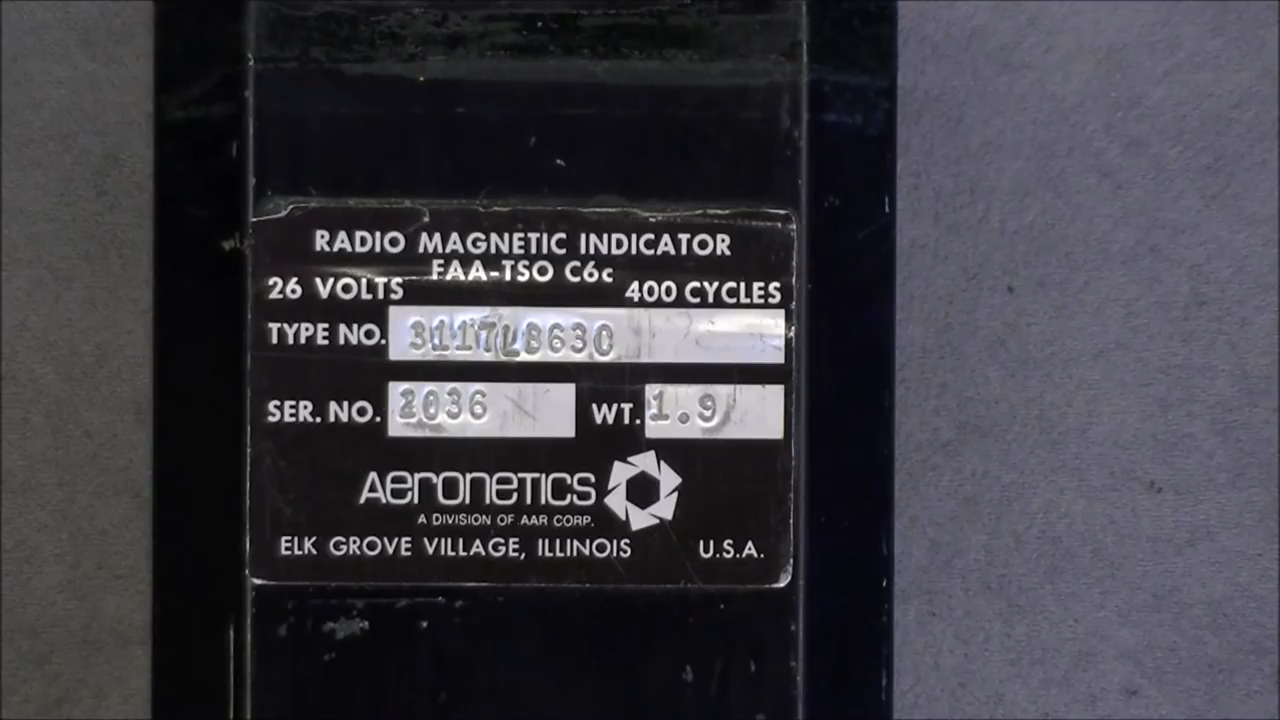 RADIO MAGNETIC INDICATOR
FAA-TSO C6c
26 VOLTS 400 CYCLES
TYPE NO. 3117LB630
SER. NO. 2036 WT. 1.9
AERONETICS
A DIVISION OF AAR CORP.
ELK GROVE VILLAGE, ILLINOIS U.S.A.